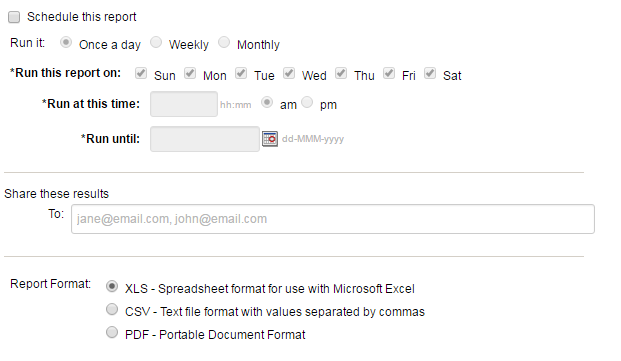 Schedule this report
Run it: Once a day Weekly Monthly
*Run this report on: Sun Mon Tue Wed Thu Fri Sat
*Run at this time: hh:mm am pm
*Run until: dd-MMM-yyyy
Share these results
To: jane@email.com, john@email.com
Report Format: XLS - Spreadsheet format for use with Microsoft Excel
CSV - Text file format with values separated by commas
PDF - Portable Document Format